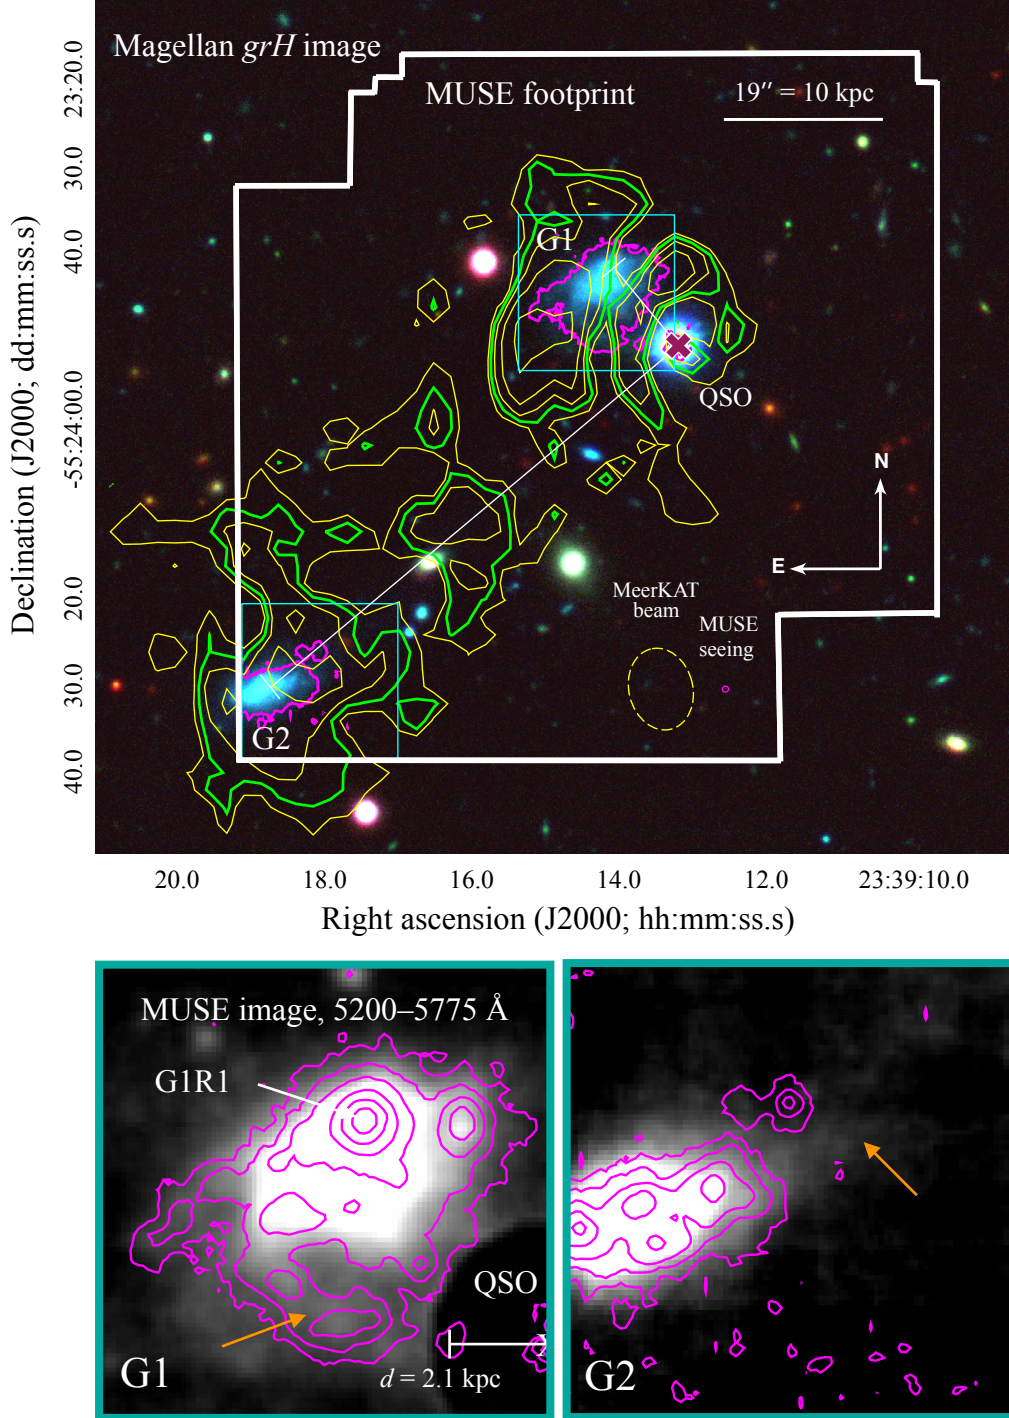 Magellan grH image
MUSE footprint
19″ = 10 kpc
G1
QSO
N
E
MeerKAT
beam
MUSE
seeing
G2
23:20.0
30.0
40.0
-55:24:00.0
20.0
30.0
40.0
Declination (J2000; dd:mm:ss.s)
20.0 18.0 16.0 14.0 12.0 23:39:10.0
Right ascension (J2000; hh:mm:ss.s)
MUSE image, 5200–5775 Å
G1R1
QSO
d = 2.1 kpc
G1
G2